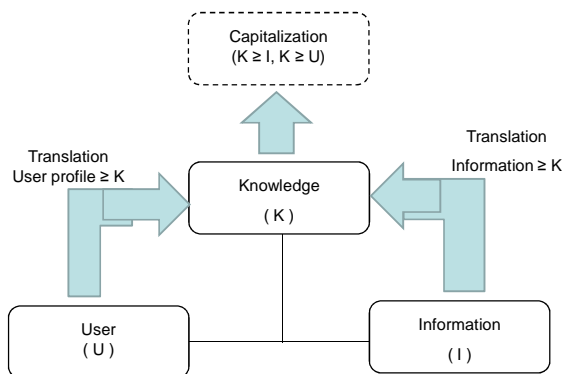 Capitalization
(K ≥ I, K ≥ U)
Translation
User profile ≥ K
Translation
Information ≥ K
Knowledge
( K )
User
( U )
Information
( I )